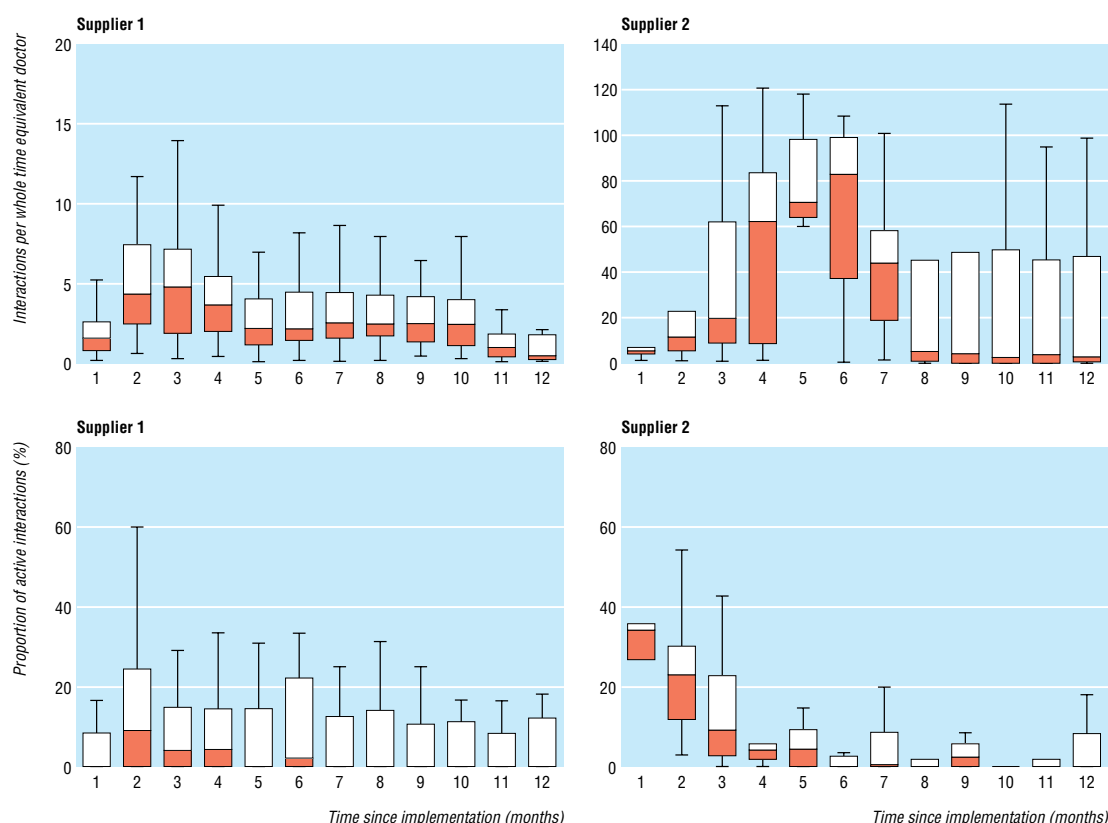 Supplier 1
Supplier 2
Interactions per whole time equivalent doctor
20
15
10
5
0
1 2 3 4 5 6 7 8 9 10 11 12
140
120
100
80
60
40
20
0
1 2 3 4 5 6 7 8 9 10 11 12
Supplier 1
Supplier 2
Proportion of active interactions (%)
80
60
40
20
0
1 2 3 4 5 6 7 8 9 10 11 12
Time since implementation (months)
80
60
40
20
0
1 2 3 4 5 6 7 8 9 10 11 12
Time since implementation (months)